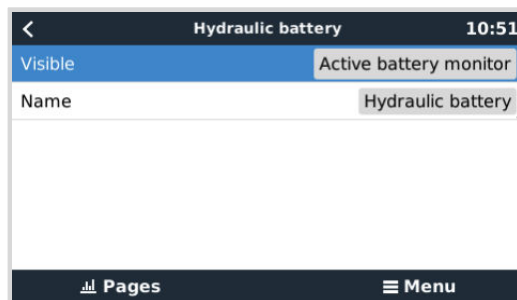 Hydraulic battery 10:51
Visible Active battery monitor
Name Hydraulic battery
Pages Menu